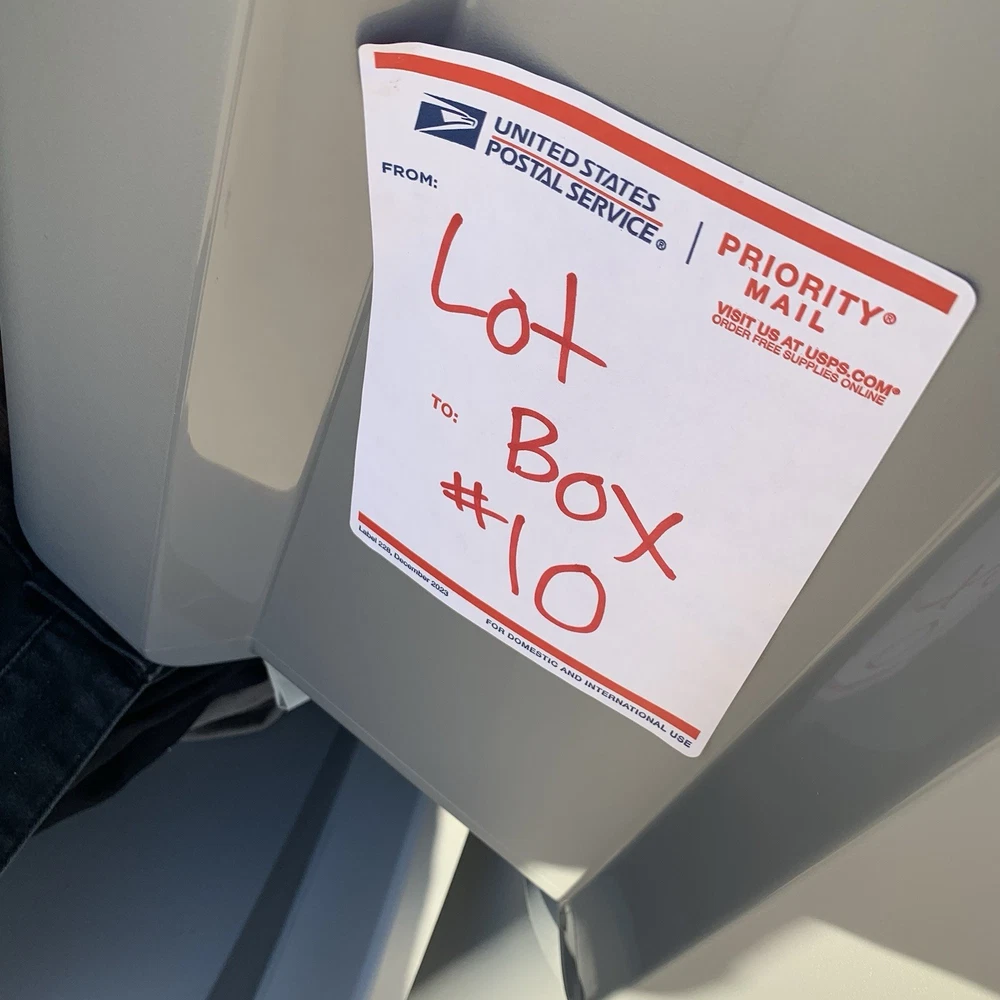 UNITED STATES
POSTAL SERVICE®
PRIORITY®
MAIL
VISIT US AT USPS.COM®
ORDER FREE SUPPLIES ONLINE
FROM:
Lot
TO:
Box
#10
Label 228, December 2023
FOR DOMESTIC AND INTERNATIONAL USE